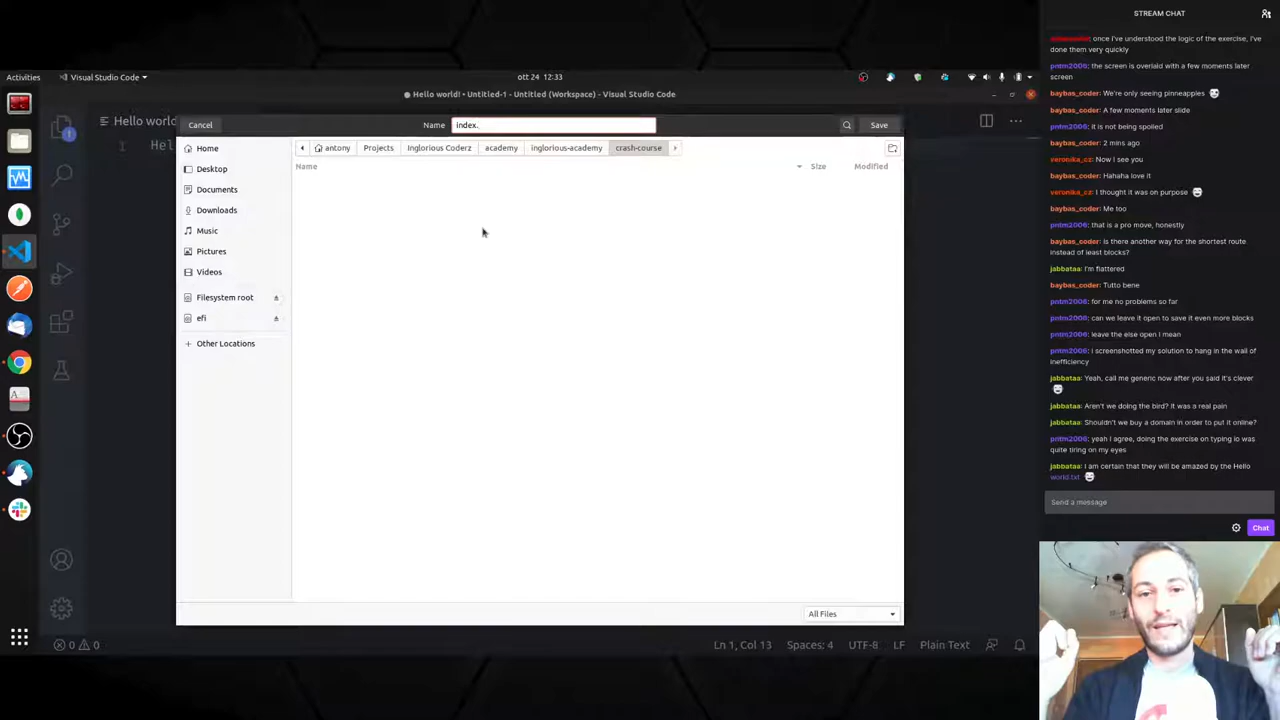 STREAM CHAT
: once I've understood the logic of the exercise, I've
done them very quickly
pntm2006: the screen is overlaid with a few moments later
screen
baybas_coder: We're only seeing pinneapples
baybas_coder: A few moments later slide
pntm2006: it is not being spoiled
baybas_coder: 2 mins ago
veronika_cz: Now I see you
baybas_coder: Hahaha love it
veronika_cz: I thought it was on purpose
baybas_coder: Me too
pntm2006: that is a pro move, honestly
baybas_coder: is there another way for the shortest route
instead of least blocks?
jabbataa: I'm flattered
baybas_coder: Tutto bene
pntm2006: for me no problems so far
pntm2006: can we leave it open to save it even more blocks
pntm2006: leave the else open I mean
pntm2006: I screenshotted my solution to hang in the wall of
inefficiency
jabbataa: Yeah, call me generic now after you said it's clever
jabbataa: Aren't we doing the bird? It was a real pain
jabbataa: Shouldn't we buy a domain in order to put it online?
pntm2006: yeah I agree, doing the exercise on typing io was
quite tiring on my eyes
jabbataa: I am certain that they will be amazed by the Hello
world.txt
Send a message
Chat
Activities
Visual Studio Code
ott 24 12:33
● Hello world! • Untitled-1 - Untitled (Workspace) - Visual Studio Code
Hello world
Hel
Cancel
Name
index.
Save
antony
Projects
Inglorious Coderz
academy
inglorious-academy
crash-course
Name
Size
Modified
Home
Desktop
Documents
Downloads
Music
Pictures
Videos
Filesystem root
efi
+ Other Locations
All Files
0
0
Ln 1, Col 13
Spaces: 4
UTF-8
LF
Plain Text